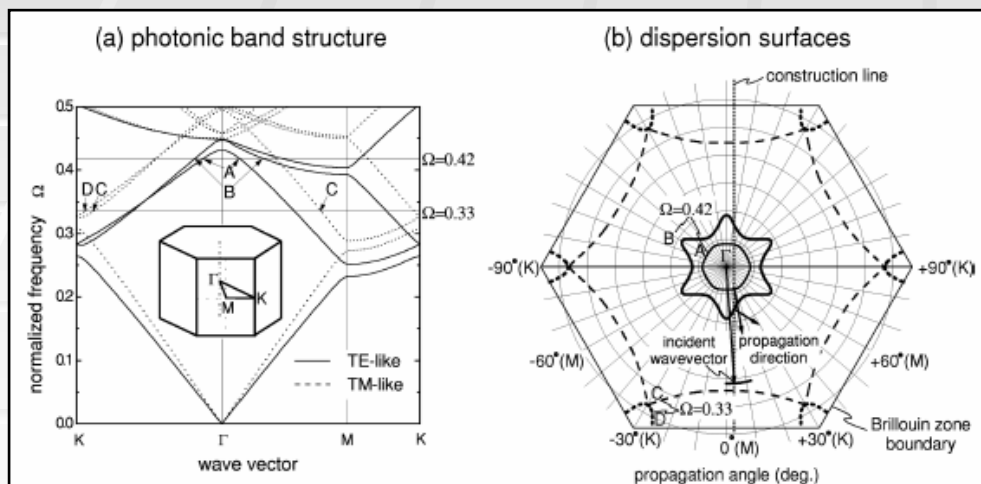 (a) photonic band structure
0.5
0.4
0.3
0.2
0.1
0.0
normalized frequency Ω
K
Γ
M
K
wave vector
Ω=0.42
Ω=0.33
A
B
D C
C
Γ
M
K
TE-like
TM-like
(b) dispersion surfaces
construction line
Ω=0.42
B
A
Γ
-90°(K)
+90°(K)
incident
wavevector
propagation
direction
-60°(M)
+60°(M)
C
D
Ω=0.33
Brillouin zone
boundary
-30°(K)
0°(M)
+30°(K)
propagation angle (deg.)